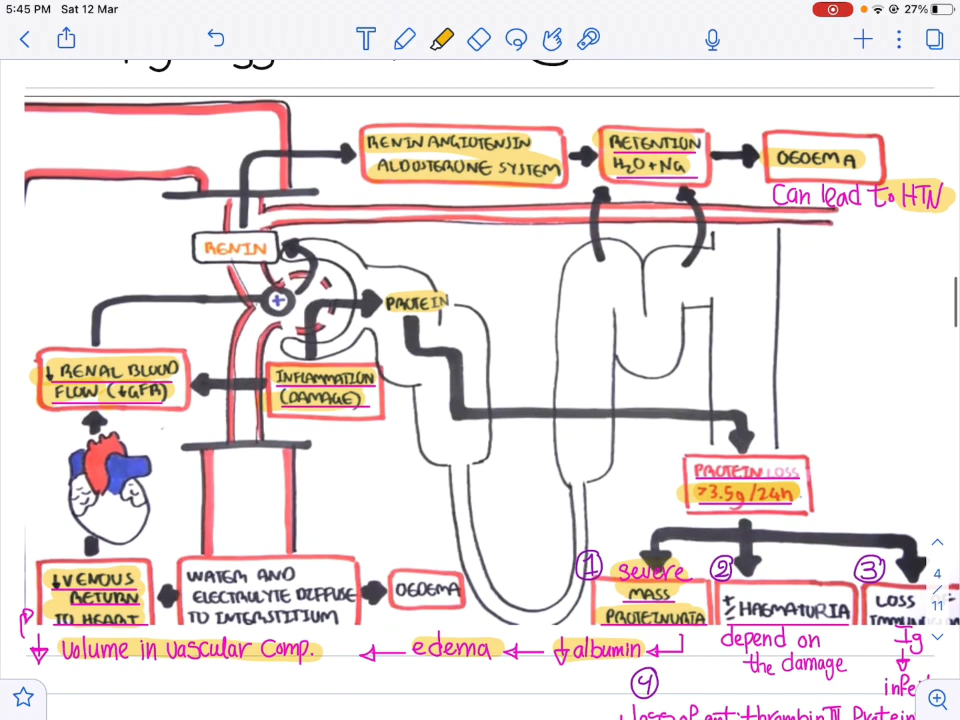 5:45 PM Sat 12 Mar
27%
RENIN ANGIOTENSIN
ALDOSTERONE SYSTEM
RETENTION
H₂O + Na
OEDEMA
Can lead to HTN
RENIN
+
PROTEIN
↓ RENAL BLOOD
FLOW (↓GFR)
INFLAMMATION
(DAMAGE)
PROTEIN LOSS
>3.5g/24h
↓VENOUS
RETURN
TO HEART
WATER AND
ELECTROLYTE DIFFUSE
TO INTERSTITIUM
OEDEMA
① severe
MASS
PROTEINURIA
②
± HAEMATURIA
③
LOSS
4
11
↓ Volume in vascular Comp. ← edema ← ↓ albumin ←
depend on
the damage
Ig
↓
④